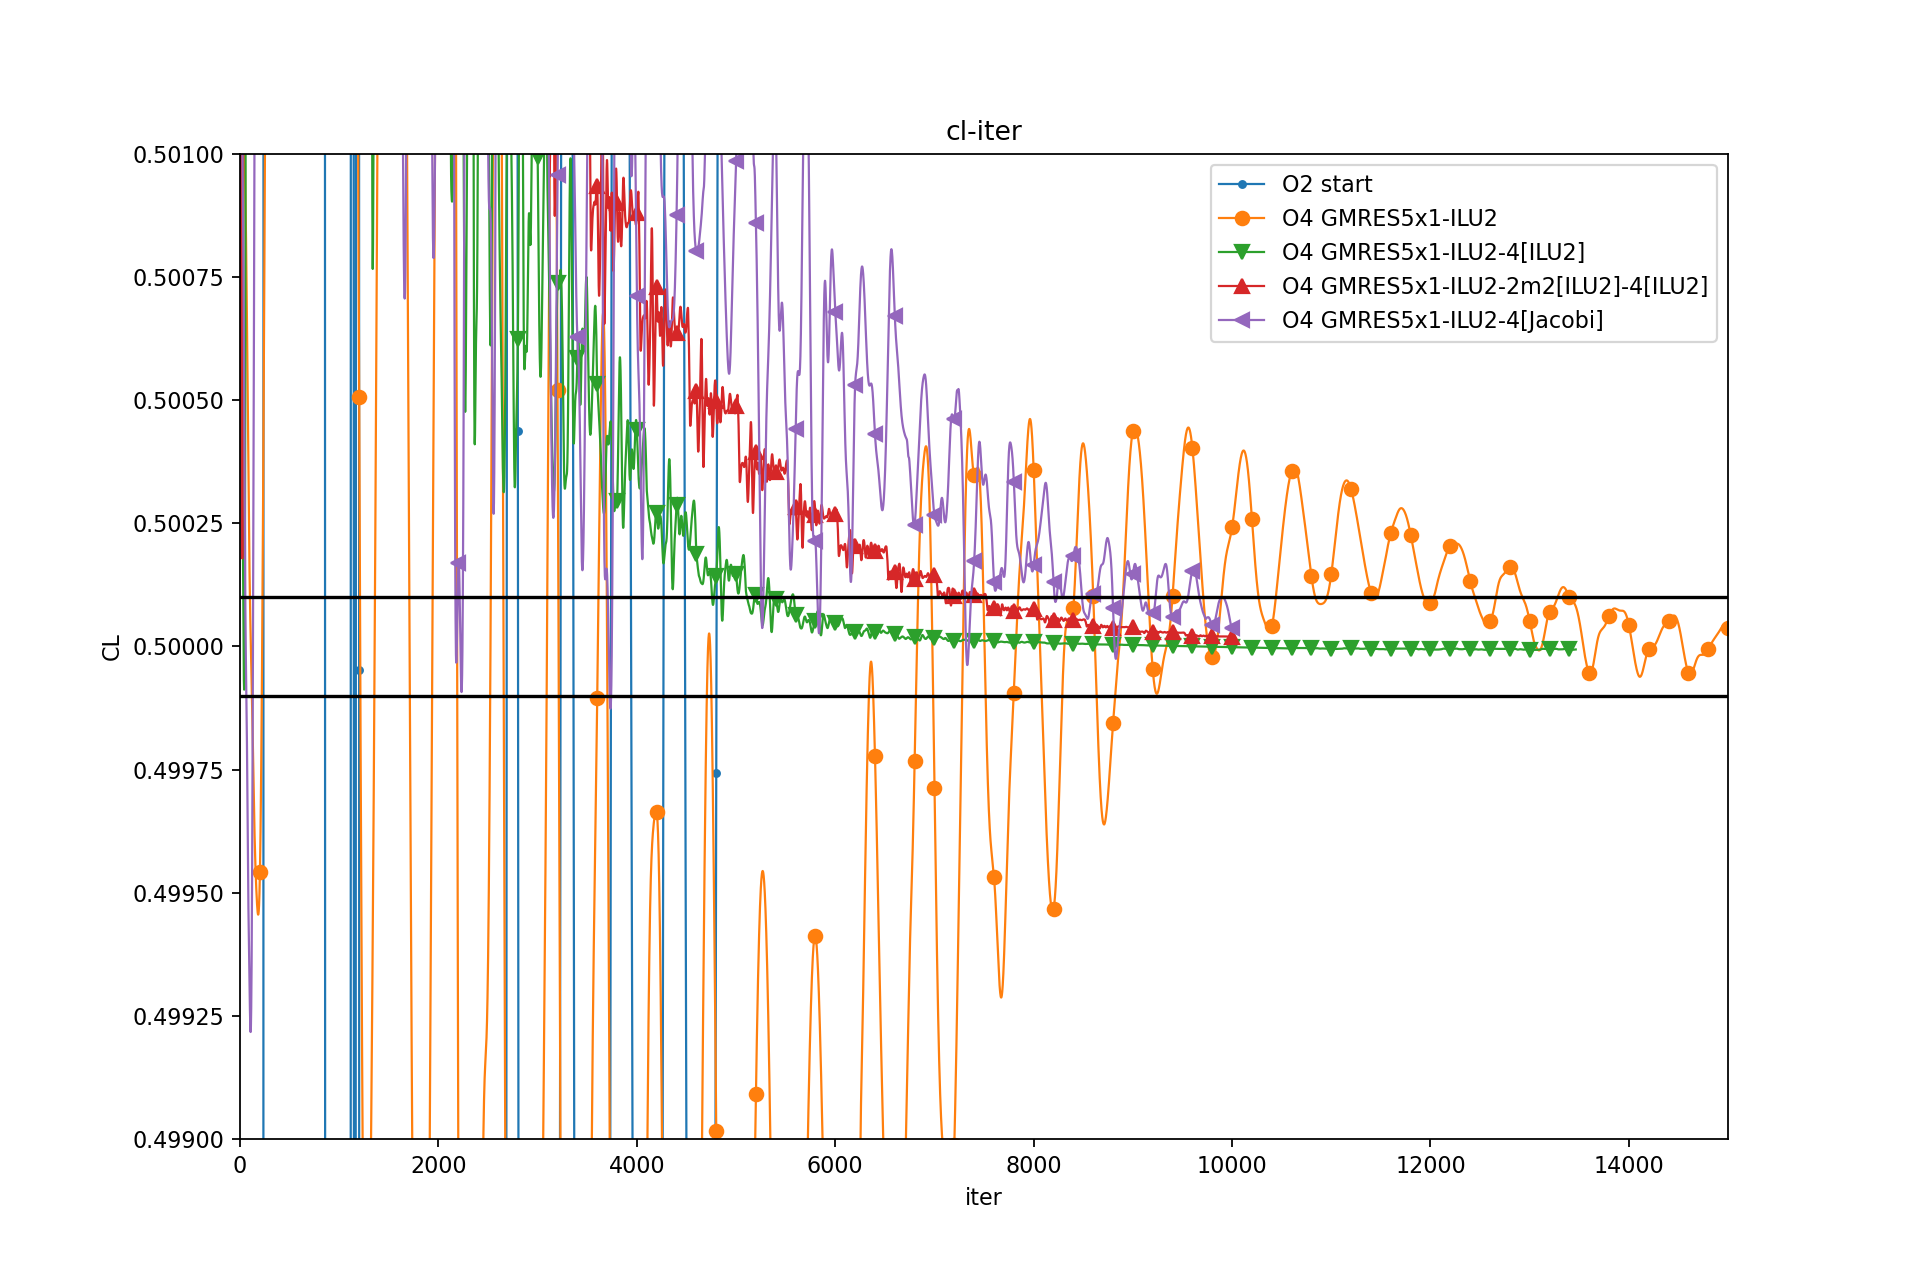 cl-iter
0.50100
0.50075
0.50050
0.50025
0.50000
0.49975
0.49950
0.49925
0.49900
CL
O2 start
O4 GMRES5x1-ILU2
O4 GMRES5x1-ILU2-4[ILU2]
O4 GMRES5x1-ILU2-2m2[ILU2]-4[ILU2]
O4 GMRES5x1-ILU2-4[Jacobi]
0 2000 4000 6000 8000 10000 12000 14000
iter